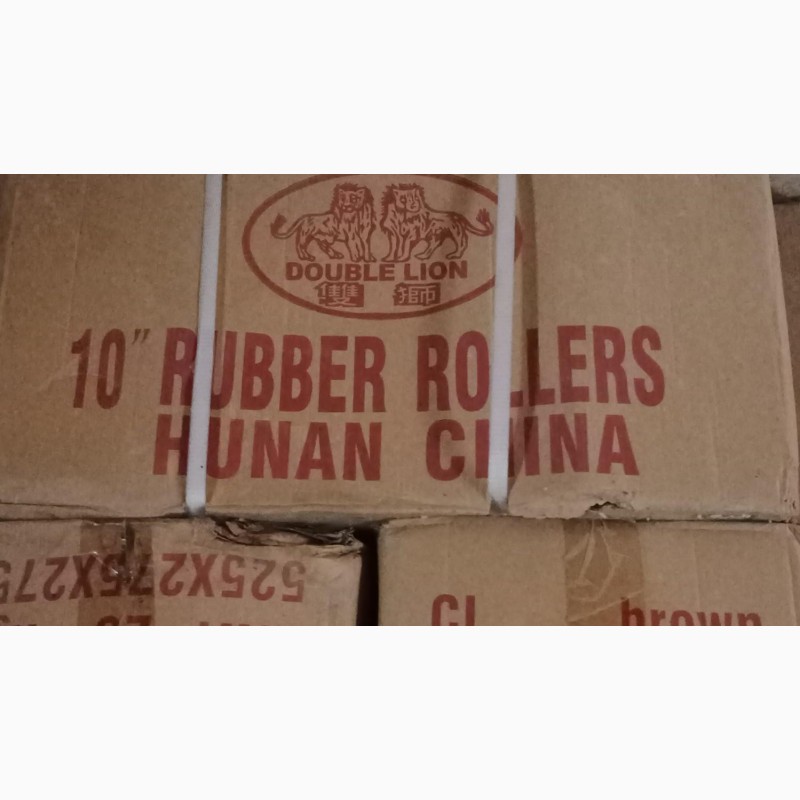 DOUBLE LION
雙 獅
10" RUBBER ROLLERS
HUNAN CHINA
525X275X275
brown